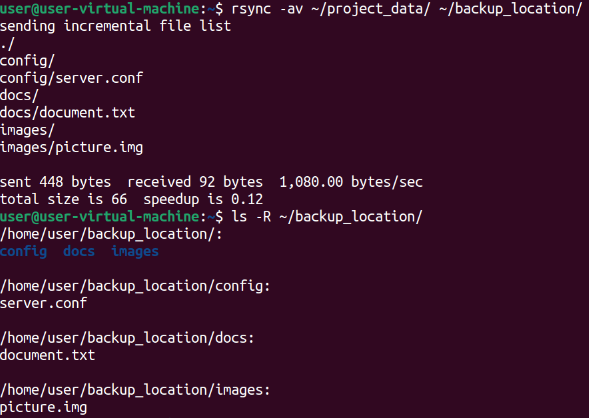 user@user-virtual-machine:~$ rsync -av ~/project_data/ ~/backup_location/
sending incremental file list
./
config/
config/server.conf
docs/
docs/document.txt
images/
images/picture.img

sent 448 bytes  received 92 bytes  1,080.00 bytes/sec
total size is 66  speedup is 0.12
user@user-virtual-machine:~$ ls -R ~/backup_location/
/home/user/backup_location/:
config  docs  images

/home/user/backup_location/config:
server.conf

/home/user/backup_location/docs:
document.txt

/home/user/backup_location/images:
picture.img